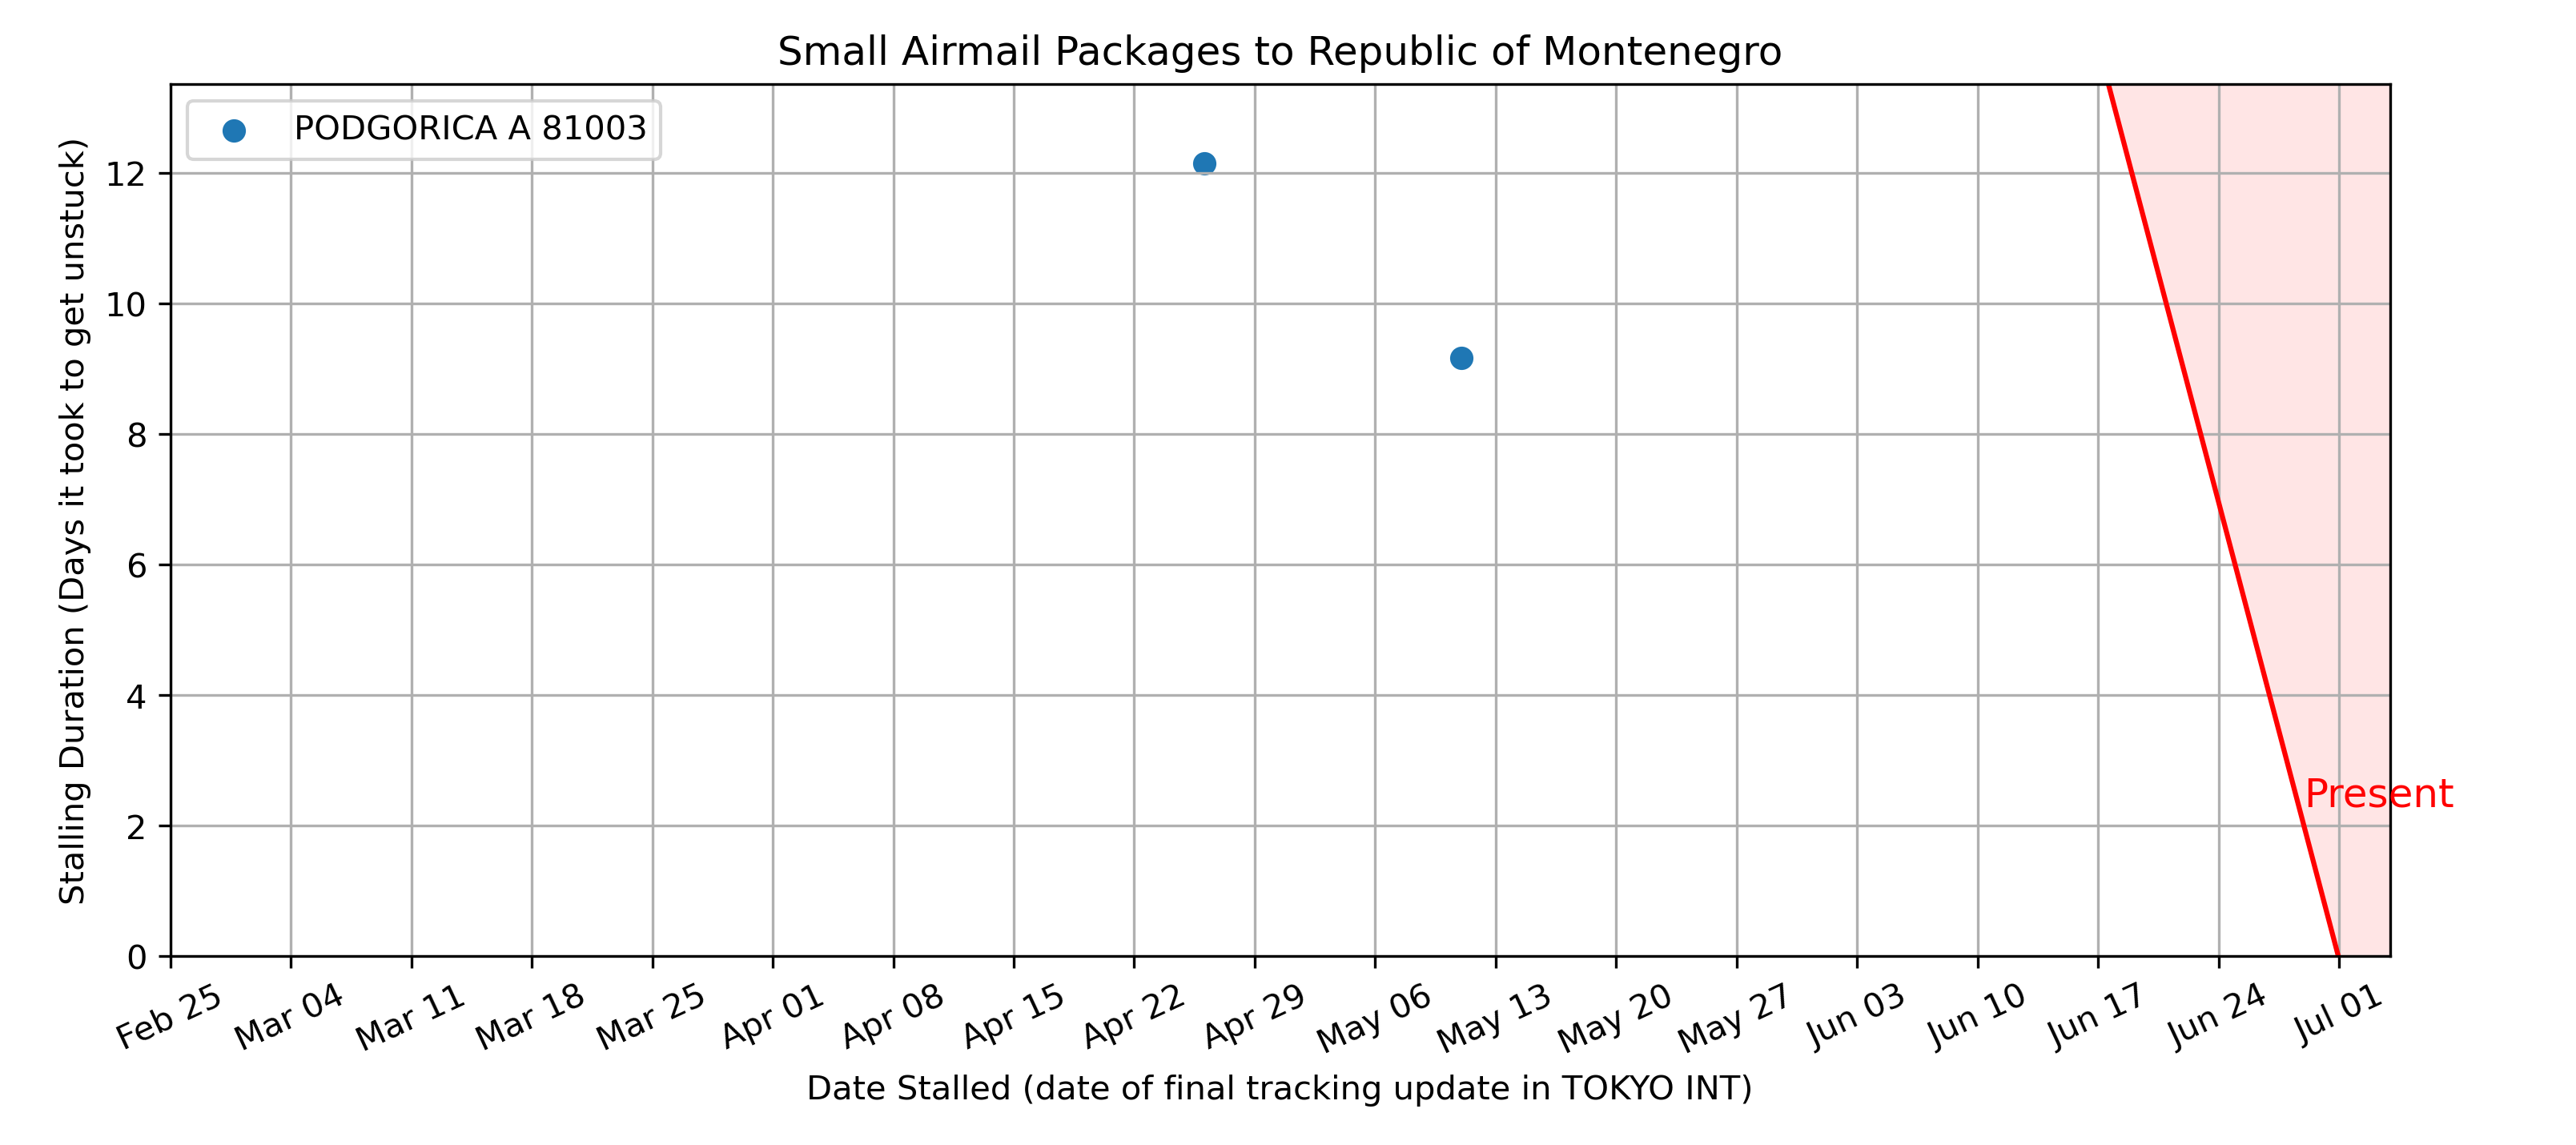 Small Airmail Packages to Republic of Montenegro
PODGORICA A 81003
Stalling Duration (Days it took to get unstuck)
12
10
8
6
4
2
0
Present
Feb 25
Mar 04
Mar 11
Mar 18
Mar 25
Apr 01
Apr 08
Apr 15
Apr 22
Apr 29
May 06
May 13
May 20
May 27
Jun 03
Jun 10
Jun 17
Jun 24
Jul 01
Date Stalled (date of final tracking update in TOKYO INT)